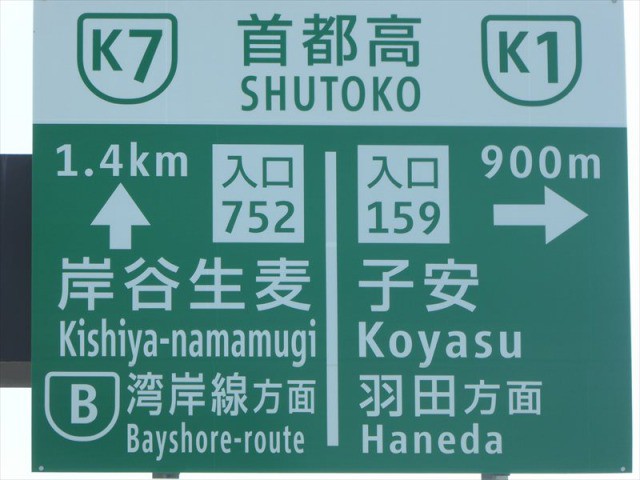 K7 首都高 K1
SHUTOKO
1.4km 入口 752
岸谷生麦
Kishiya-namamugi
B 湾岸線方面
Bayshore-route
入口 159 900m
子安
Koyasu
羽田方面
Haneda